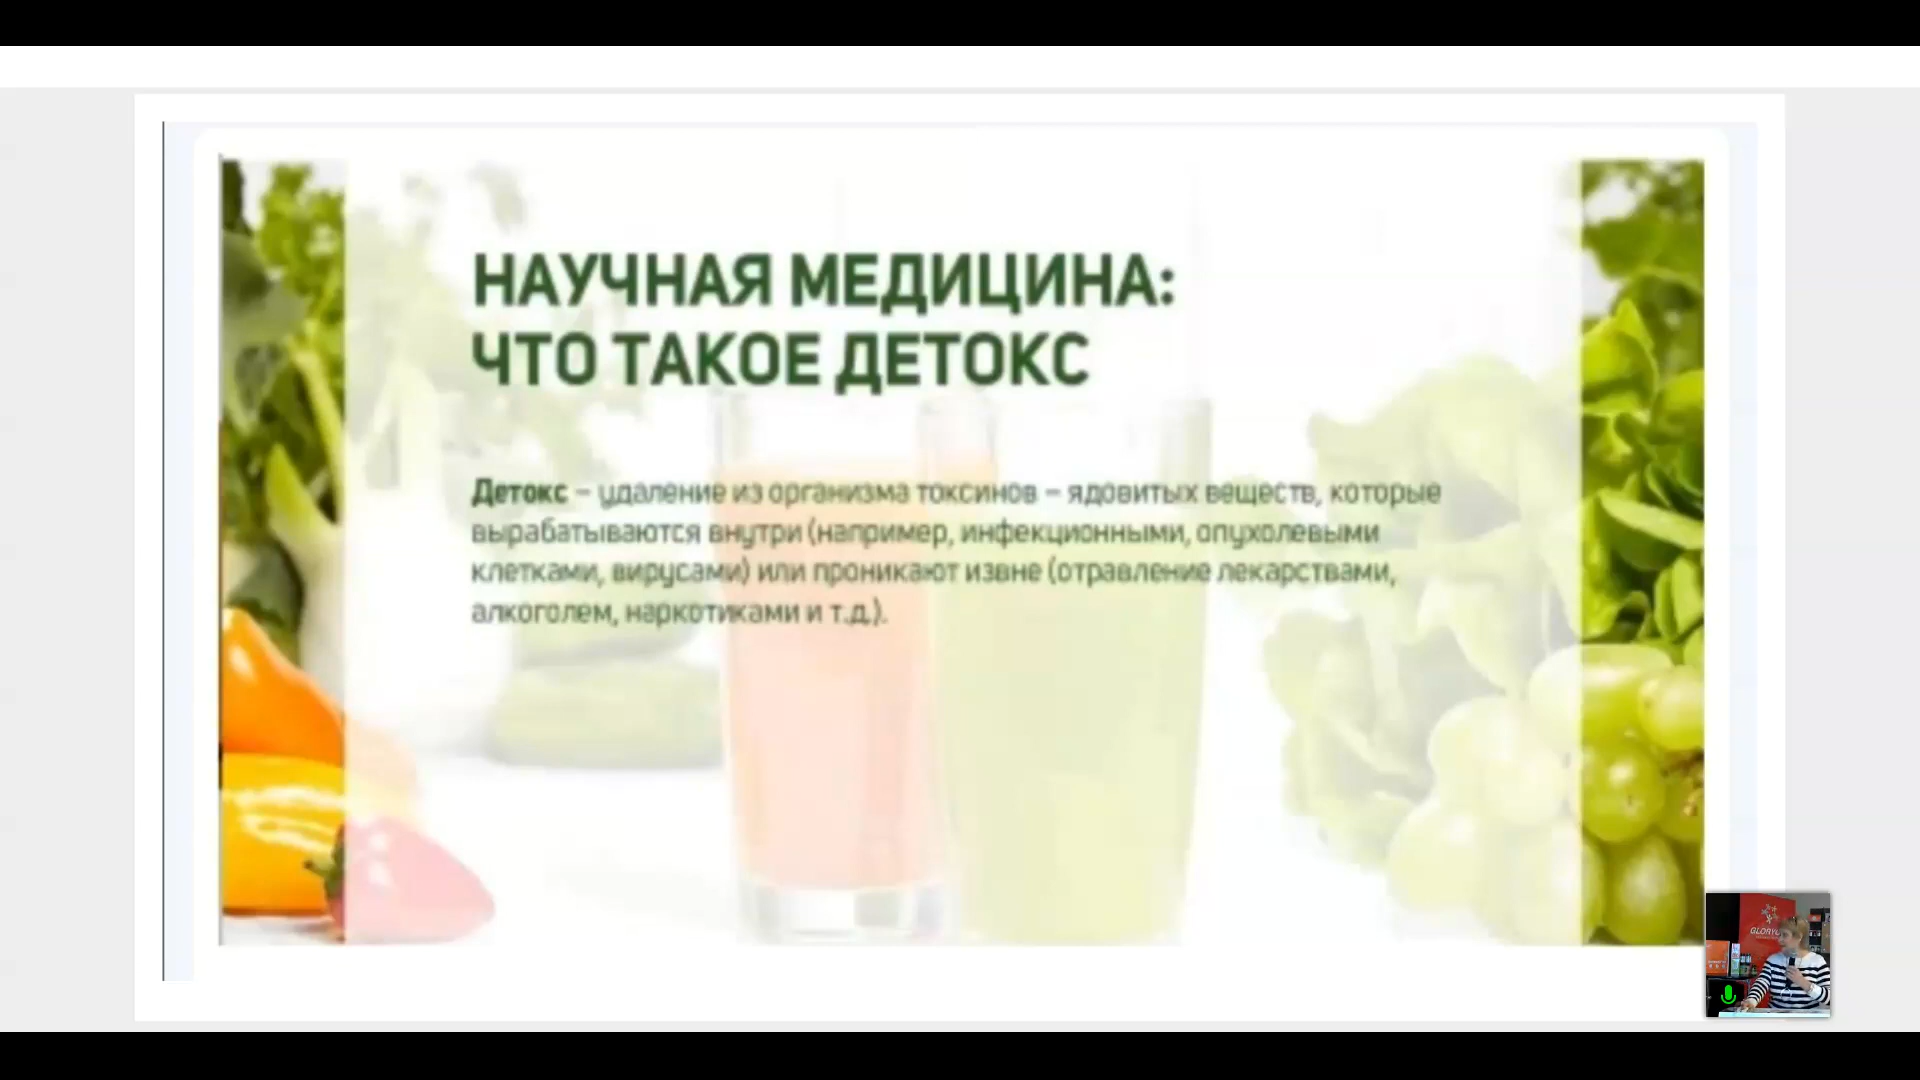 НАУЧНАЯ МЕДИЦИНА:
ЧТО ТАКОЕ ДЕТОКС
Детокс – удаление из организма токсинов – ядовитых веществ, которые
вырабатываются внутри (например, инфекционными, опухолевыми
клетками, вирусами) или проникают извне (отравление лекарствами,
алкоголем, наркотиками и т.д.).